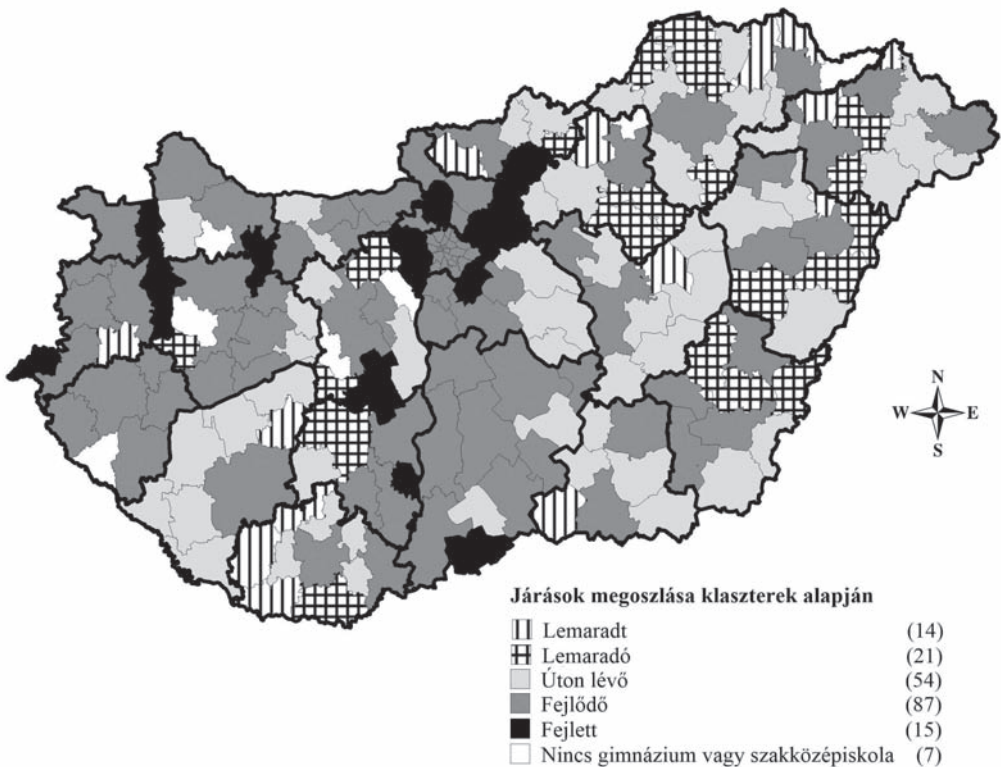 N
W E
S
Járások megoszlása klaszterek alapján
Lemaradt (14)
Lemaradó (21)
Úton lévő (54)
Fejlődő (87)
Fejlett (15)
Nincs gimnázium vagy szakközépiskola (7)